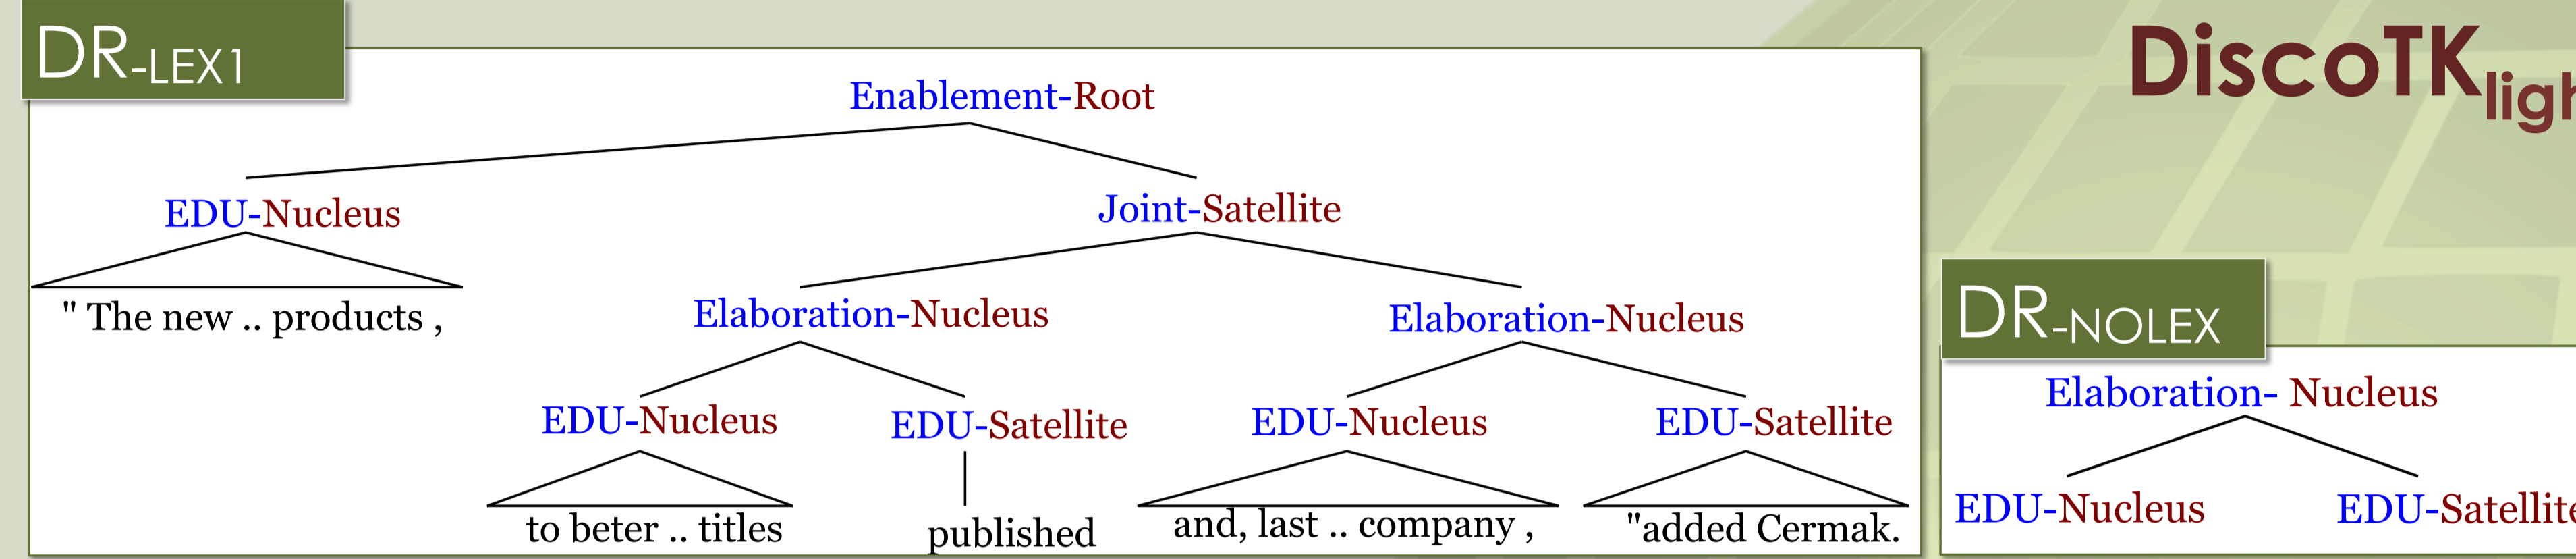 DR-LEX1
DiscoTK
Enablement-Root
EDU-Nucleus
Joint-Satellite
" The new .. products ,
Elaboration-Nucleus
Elaboration-Nucleus
EDU-Nucleus
EDU-Satellite
EDU-Nucleus
EDU-Satellite
to beter .. titles
published
and, last .. company ,
"added Cermak.
DR-NOLEX
Elaboration- Nucleus
EDU-Nucleus
EDU-Satellite